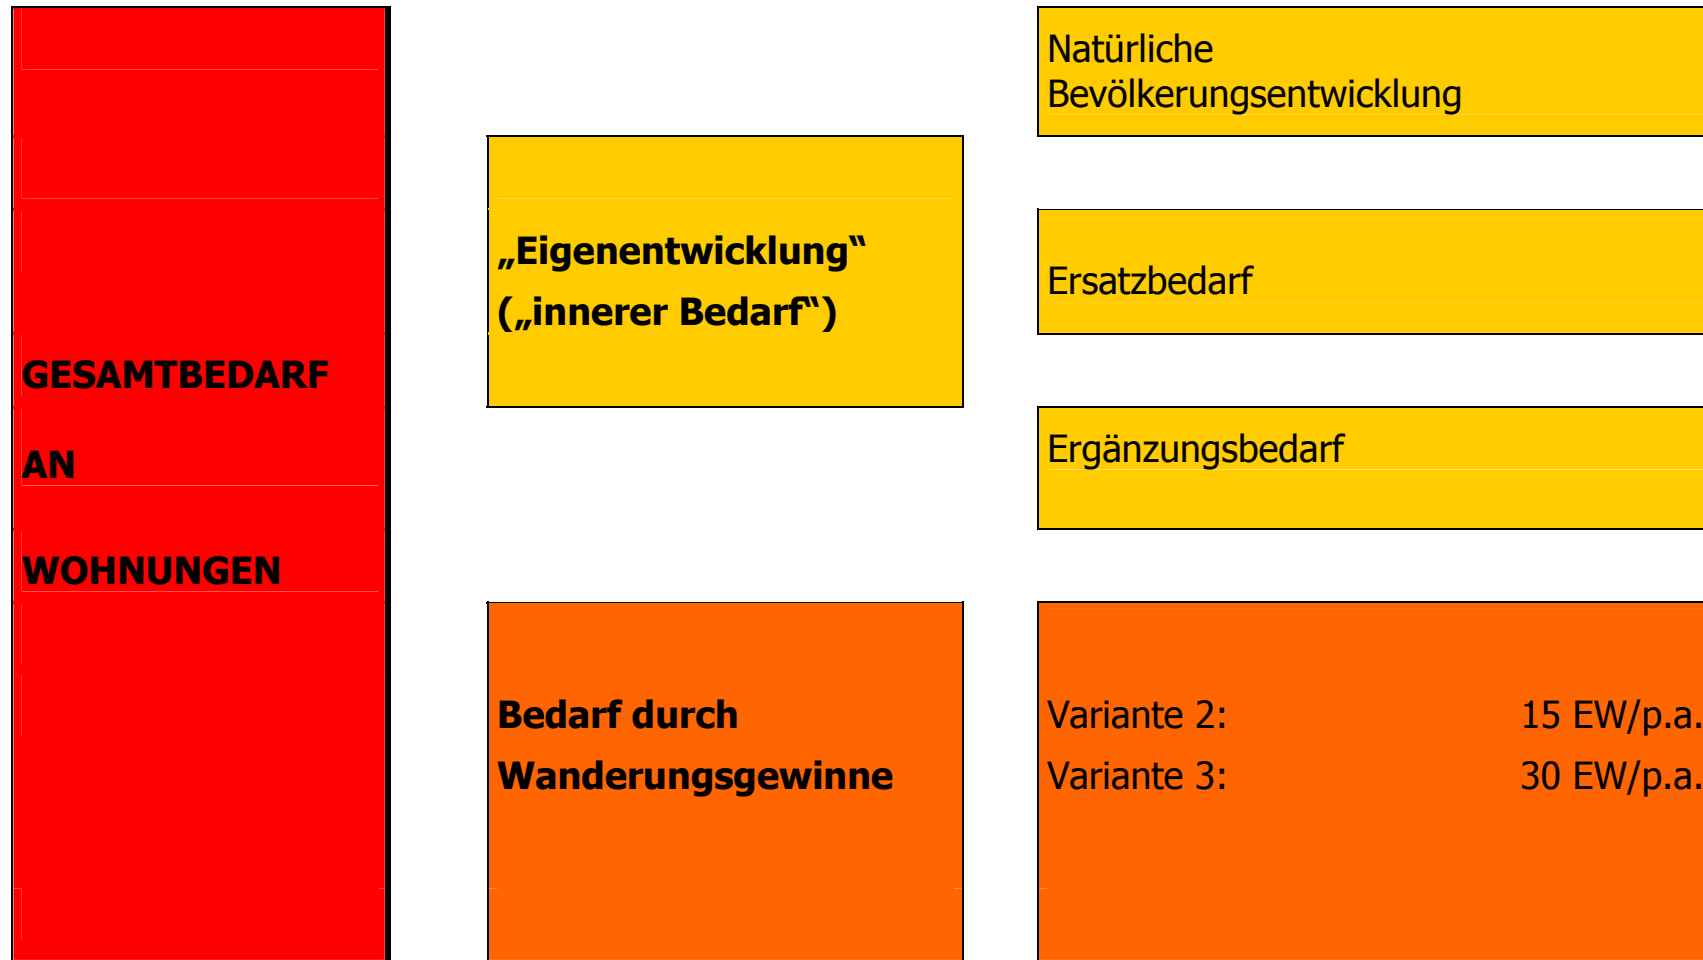 GESAMTBEDARF
AN
WOHNUNGEN
„Eigenentwicklung“
(„innerer Bedarf“)
Natürliche
Bevölkerungsentwicklung
Ersatzbedarf
Ergänzungsbedarf
Bedarf durch
Wanderungsgewinne
Variante 2: 15 EW/p.a.
Variante 3: 30 EW/p.a.